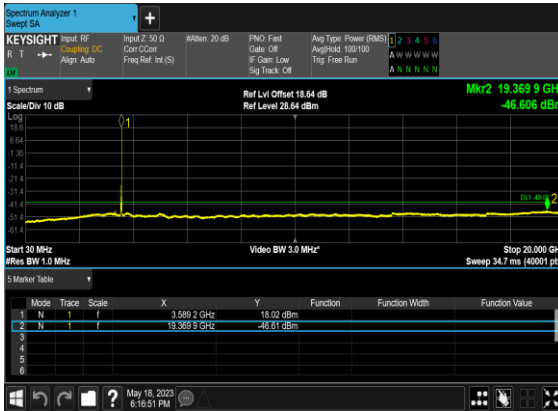 Spectrum Analyzer 1
Swept SA
KEYSIGHT Input: RF Input Z: 50 Ω #Atten: 20 dB PNO: Fast Avg Type: Power (RMS) 1 2 3 4 5 6
R T Coupling: DC Corr CCorr Gate: Off Avg|Hold: 100/100 A W W W W W
Align: Auto Freq Ref: Int (S) IF Gain: Low Trig: Free Run
Sig Track: Off A N N N N N
1 Spectrum Ref Lvl Offset 18.64 dB Mkr2 19.369 9 GHz
Scale/Div 10 dB Ref Level 28.64 dBm -46.606 dBm
Log
18.6
8.64
-1.36
-11.4
-21.4
-31.4
-41.4
-51.4
-61.4
1
2
Start 30 MHz Video BW 3.0 MHz* Stop 20.000 GHz
#Res BW 1.0 MHz Sweep 34.7 ms (40001 pts)
5 Marker Table
Mode Trace Scale X Y Function Function Width Function Value
1 N 1 f 3.589 2 GHz 18.02 dBm
2 N 1 f 19.369 9 GHz -46.61 dBm
3
4
5
6
May 18, 2023
6:16:51 PM